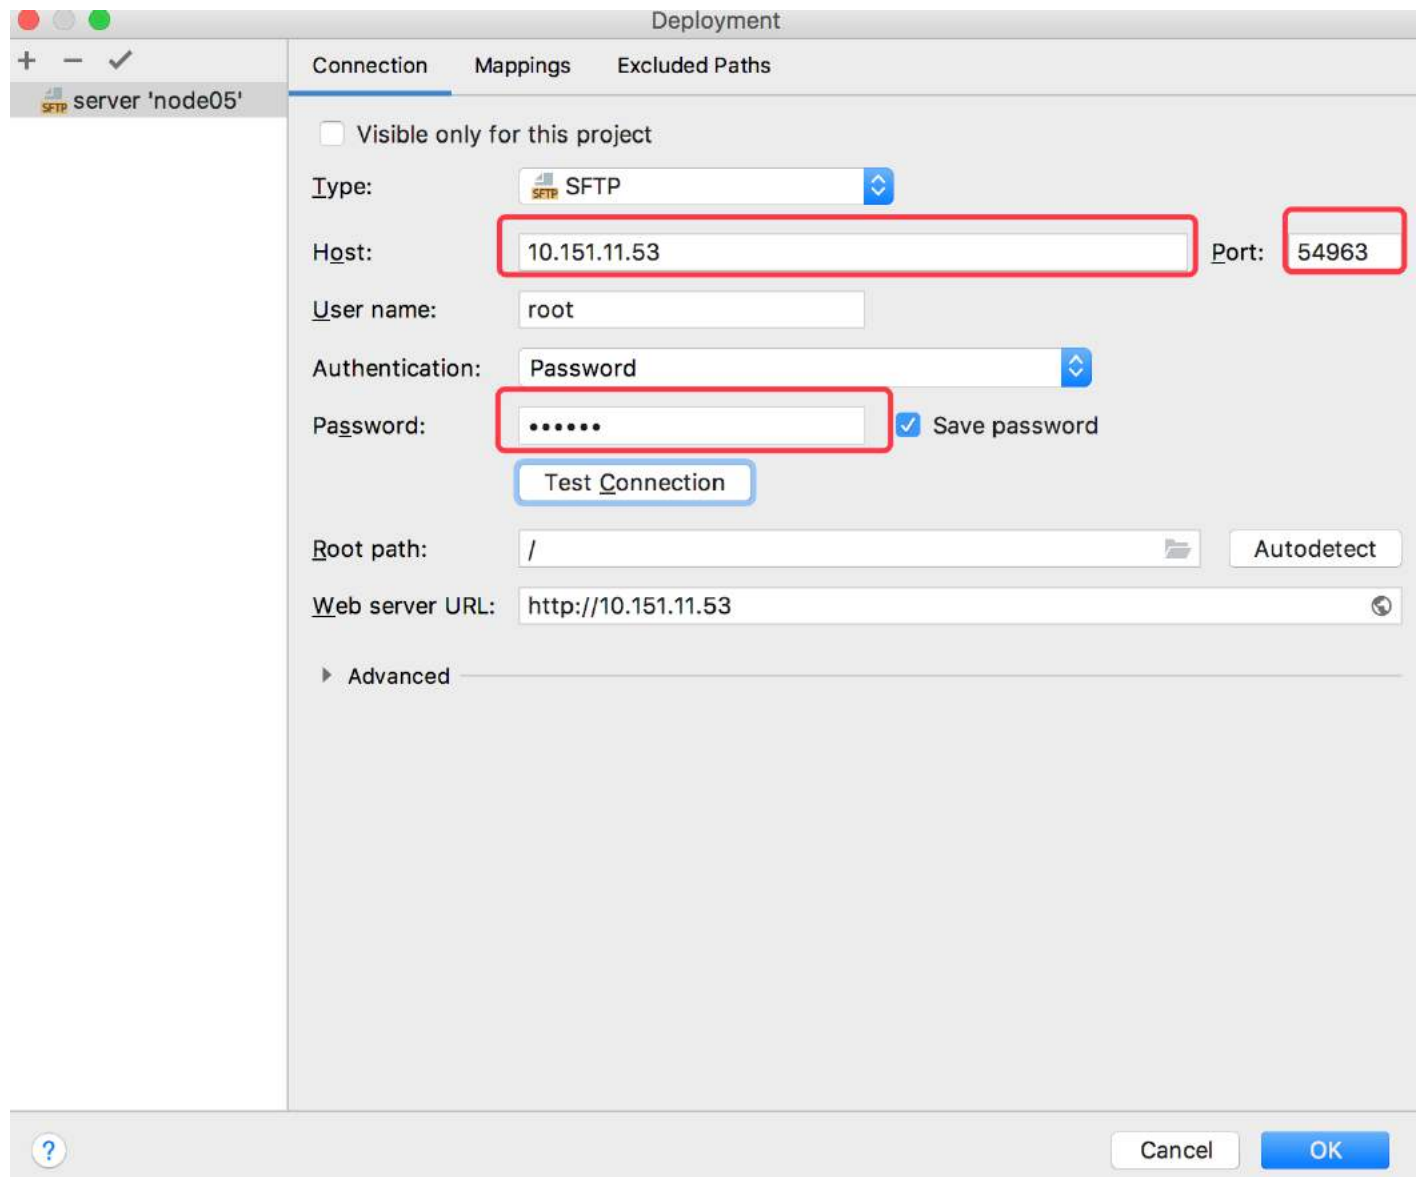 Deployment
Connection Mappings Excluded Paths
SFTP server 'node05'
Visible only for this project
Type: SFTP SFTP
Host: 10.151.11.53 Port: 54963
User name: root
Authentication: Password
Password: •••••• Save password
Test Connection
Root path: / Autodetect
Web server URL: http://10.151.11.53
Advanced
? Cancel OK